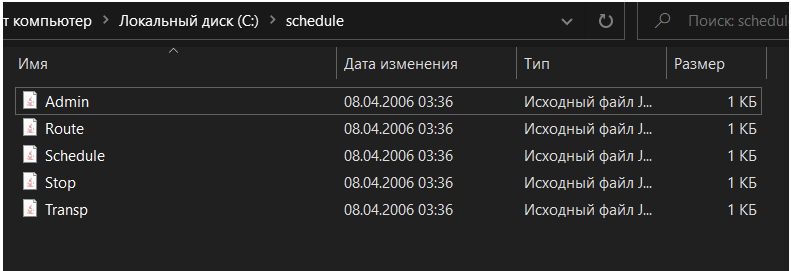 т компьютер > Локальный диск (C:) > schedule Поиск: schedul
Имя Дата изменения Тип Размер
Admin 08.04.2006 03:36 Исходный файл J... 1 КБ
Route 08.04.2006 03:36 Исходный файл J... 1 КБ
Schedule 08.04.2006 03:36 Исходный файл J... 1 КБ
Stop 08.04.2006 03:36 Исходный файл J... 1 КБ
Transp 08.04.2006 03:36 Исходный файл J... 1 КБ